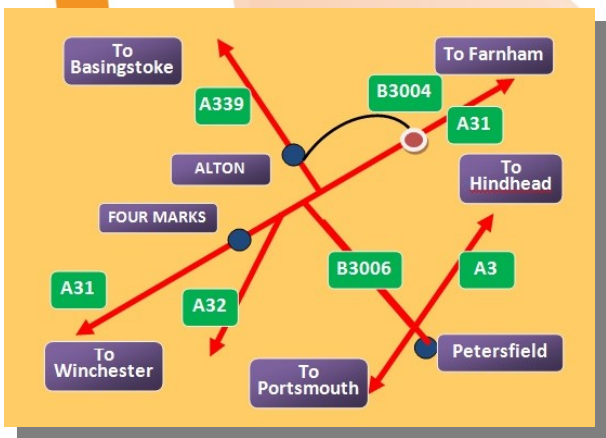 To
Basingstoke
To Farnham
B3004
A339
A31
ALTON
To
Hindhead
FOUR MARKS
B3006
A3
A31
A32
To
Winchester
To
Portsmouth
Petersfield